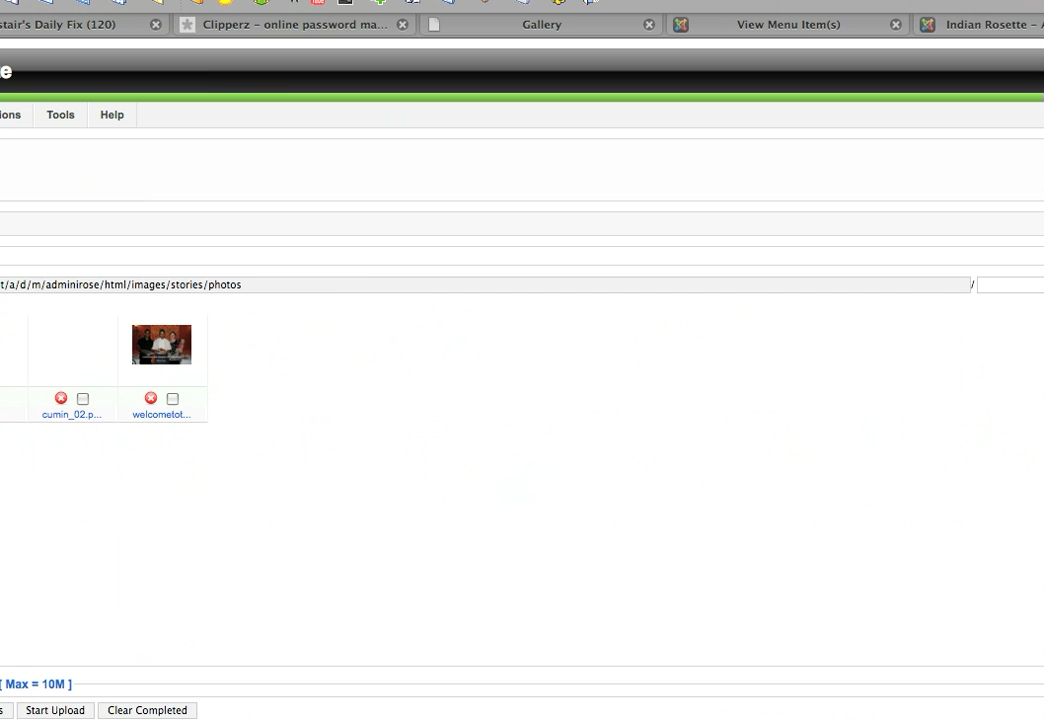 stair's Daily Fix (120)
Clipperz – online password ma...
Gallery
View Menu Item(s)
Indian Rosette –
te
ions
Tools
Help
t/a/d/m/adminirose/html/images/stories/photos
/
cumin_02.p...
welcometot...
[ Max = 10M ]
s
Start Upload
Clear Completed